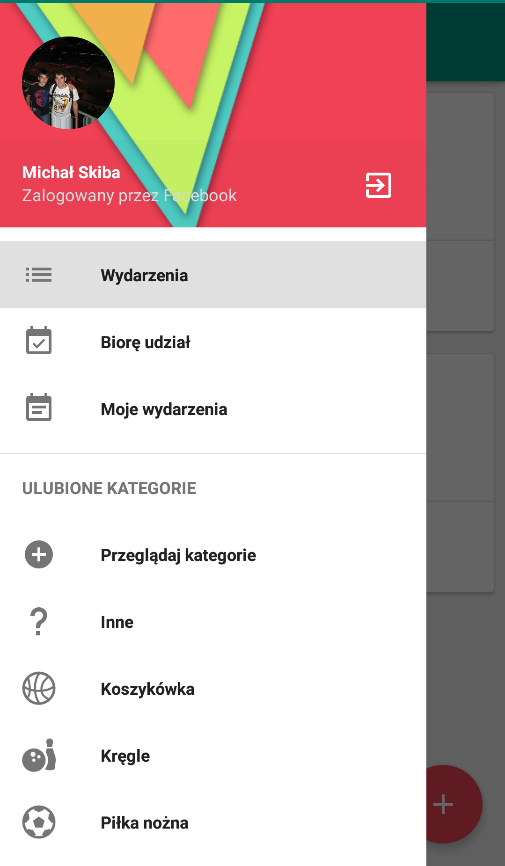 Michał Skiba
Zalogowany przez Facebook
Wydarzenia
Biorę udział
Moje wydarzenia
ULUBIONE KATEGORIE
Przeglądaj kategorie
Inne
Koszykówka
Kręgle
Piłka nożna